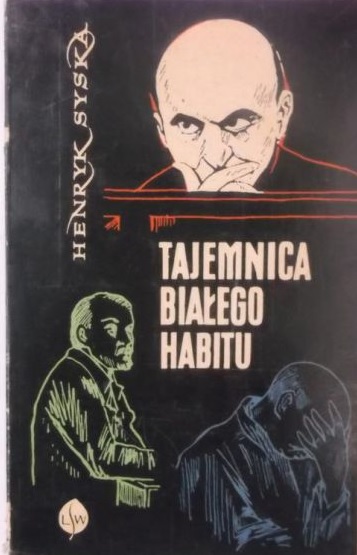 HENRYK SYSKA
TAJEMNICA
BIAŁEGO
HABITU
LSW